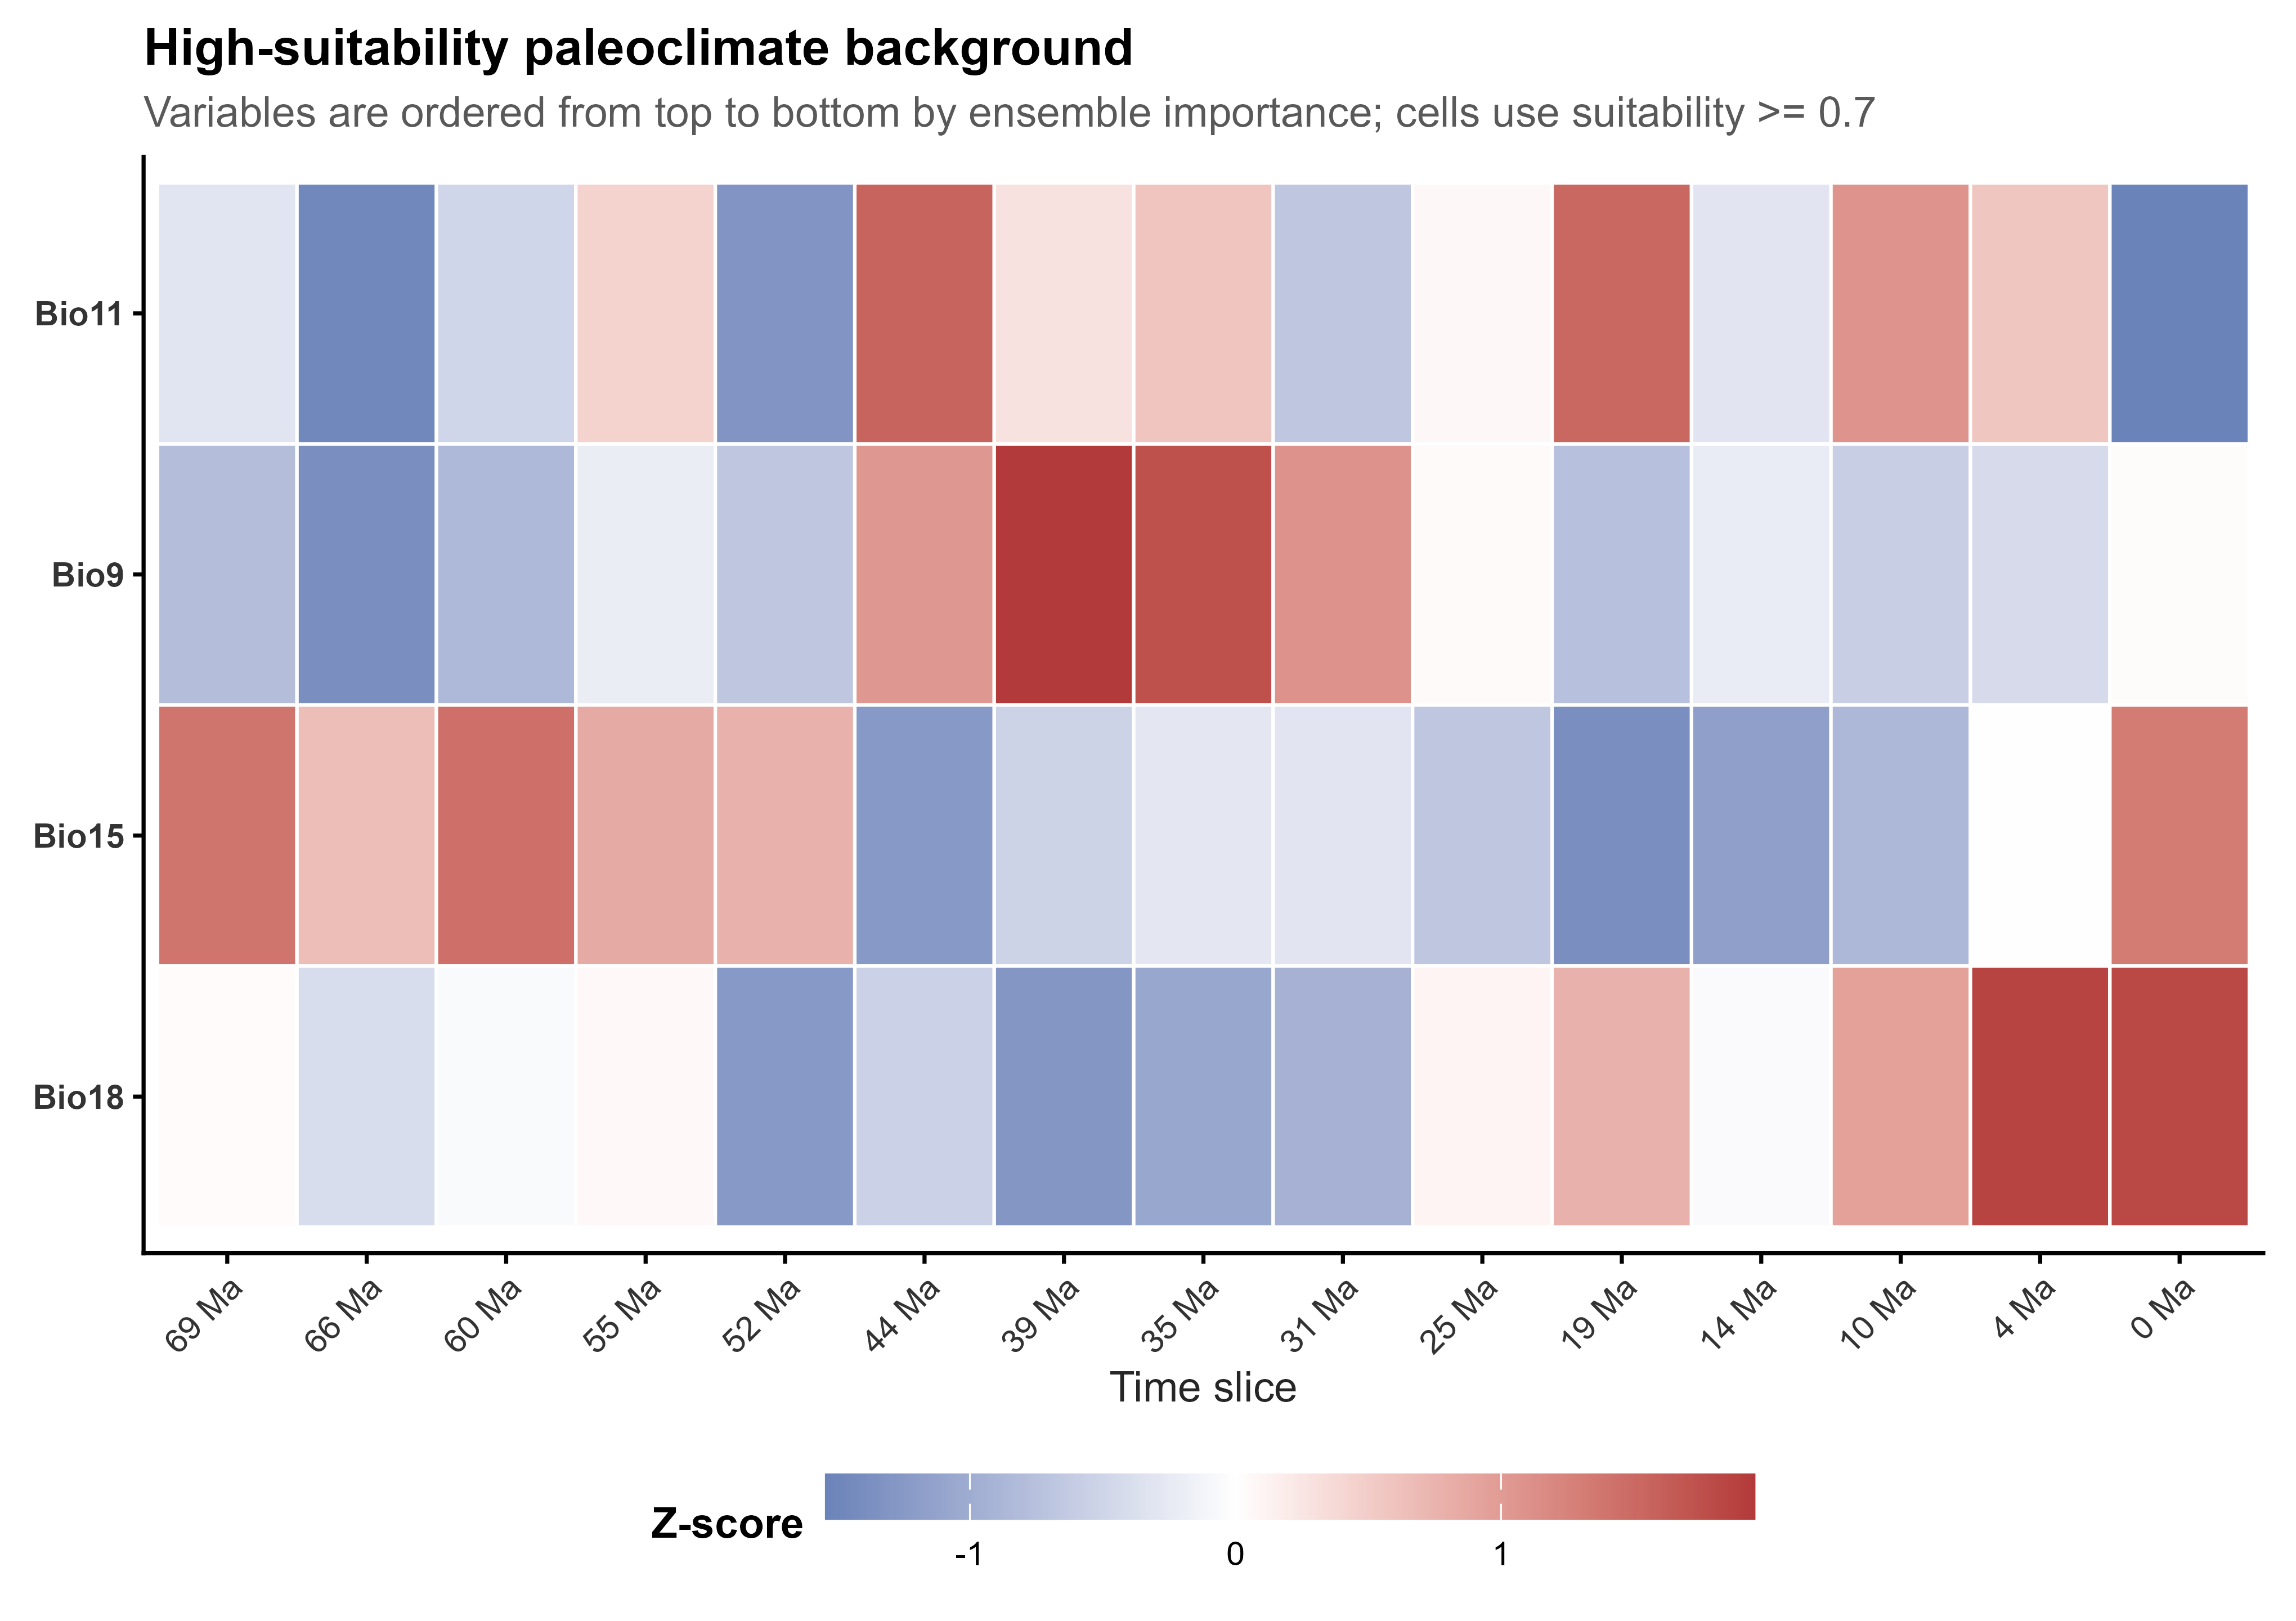 High-suitability paleoclimate background
Variables are ordered from top to bottom by ensemble importance; cells use suitability >= 0.7
Bio11
Bio9
Bio15
Bio18
69 Ma
66 Ma
60 Ma
55 Ma
52 Ma
44 Ma
39 Ma
35 Ma
31 Ma
25 Ma
19 Ma
14 Ma
10 Ma
4 Ma
0 Ma
Time slice
Z-score
-1
0
1